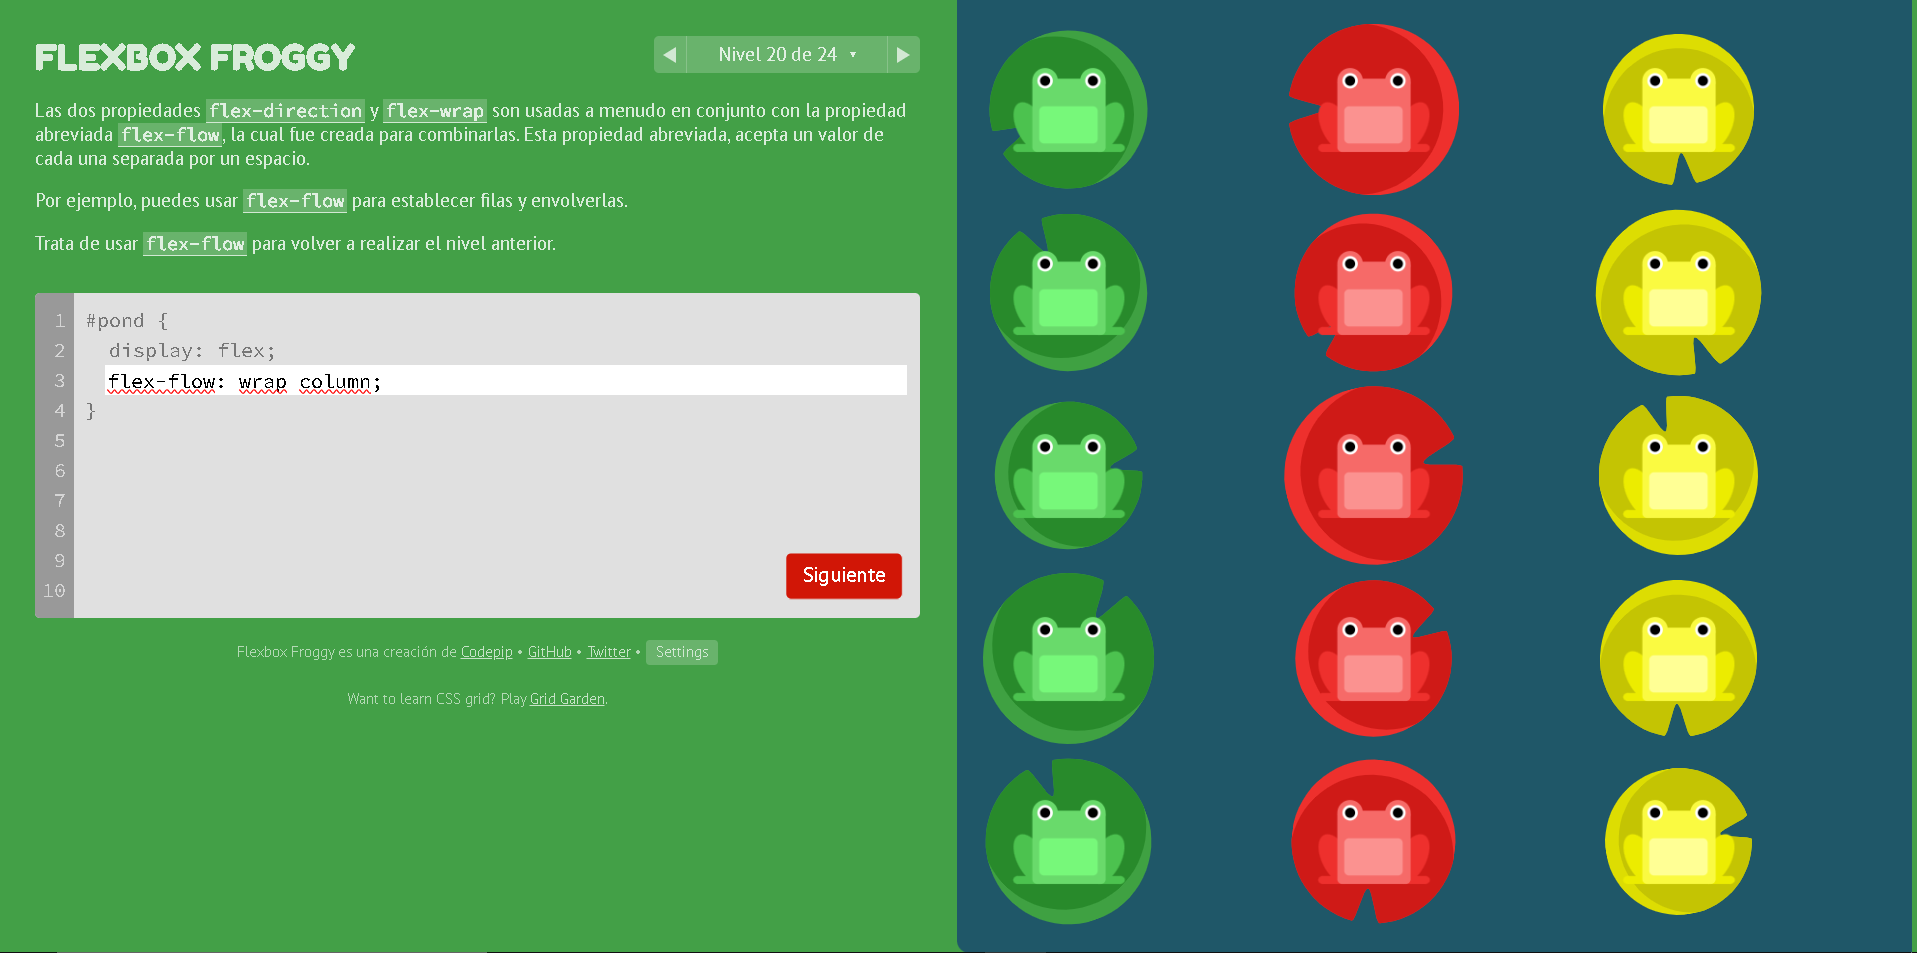 FLEXBOX FROGGY
Nivel 20 de 24
Las dos propiedades flex-direction y flex-wrap son usadas a menudo en conjunto con la propiedad
abreviada flex-flow, la cual fue creada para combinarlas. Esta propiedad abreviada, acepta un valor de
cada una separada por un espacio.
Por ejemplo, puedes usar flex-flow para establecer filas y envolverlas.
Trata de usar flex-flow para volver a realizar el nivel anterior.
1 #pond {
2 display: flex;
3 flex-flow: wrap column;
4 }
5
6
7
8
9
10
Siguiente
Flexbox Froggy es una creación de Codepip • GitHub • Twitter • Settings
Want to learn CSS grid? Play Grid Garden.